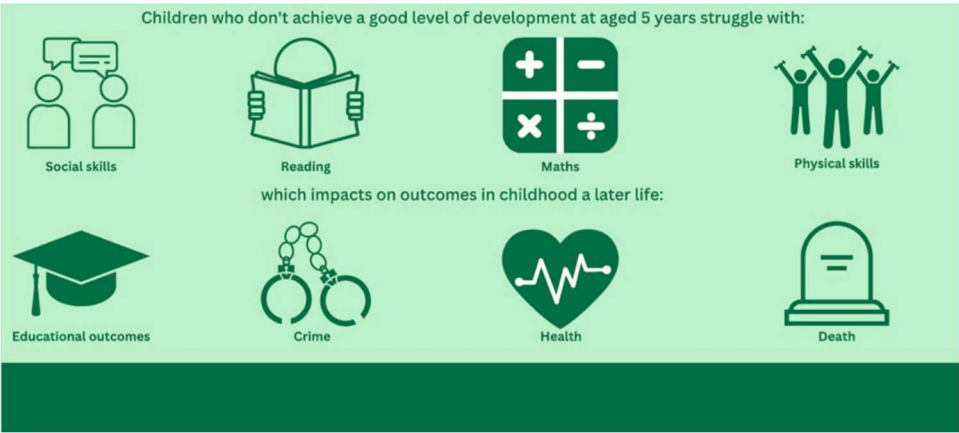 Children who don't achieve a good level of development at aged 5 years struggle with:
Social skills
Reading
Maths
Physical skills
which impacts on outcomes in childhood a later life:
Educational outcomes
Crime
Health
Death